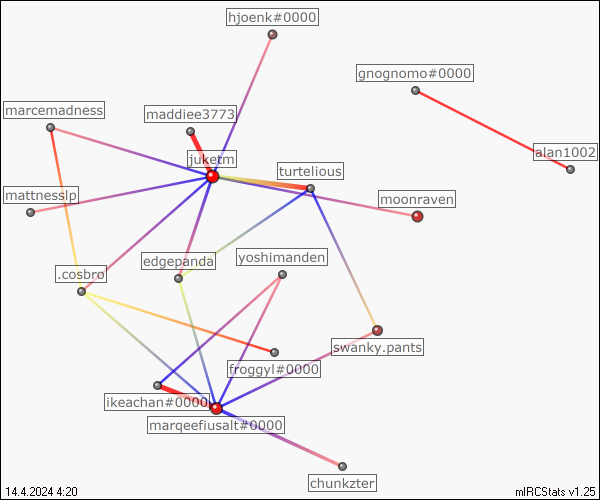 hjoenk#0000
gnognomo#0000
marcemadness
maddiee3773
alan1002
juketm
turtelious
mattnesslp
moonraven
edgepanda
yoshimanden
.cosbro
swanky.pants
froggyl#0000
ikeachan#0000
marqeefiusalt#0000
chunkzter
14.4.2024 4:20
mIRCStats v1.25